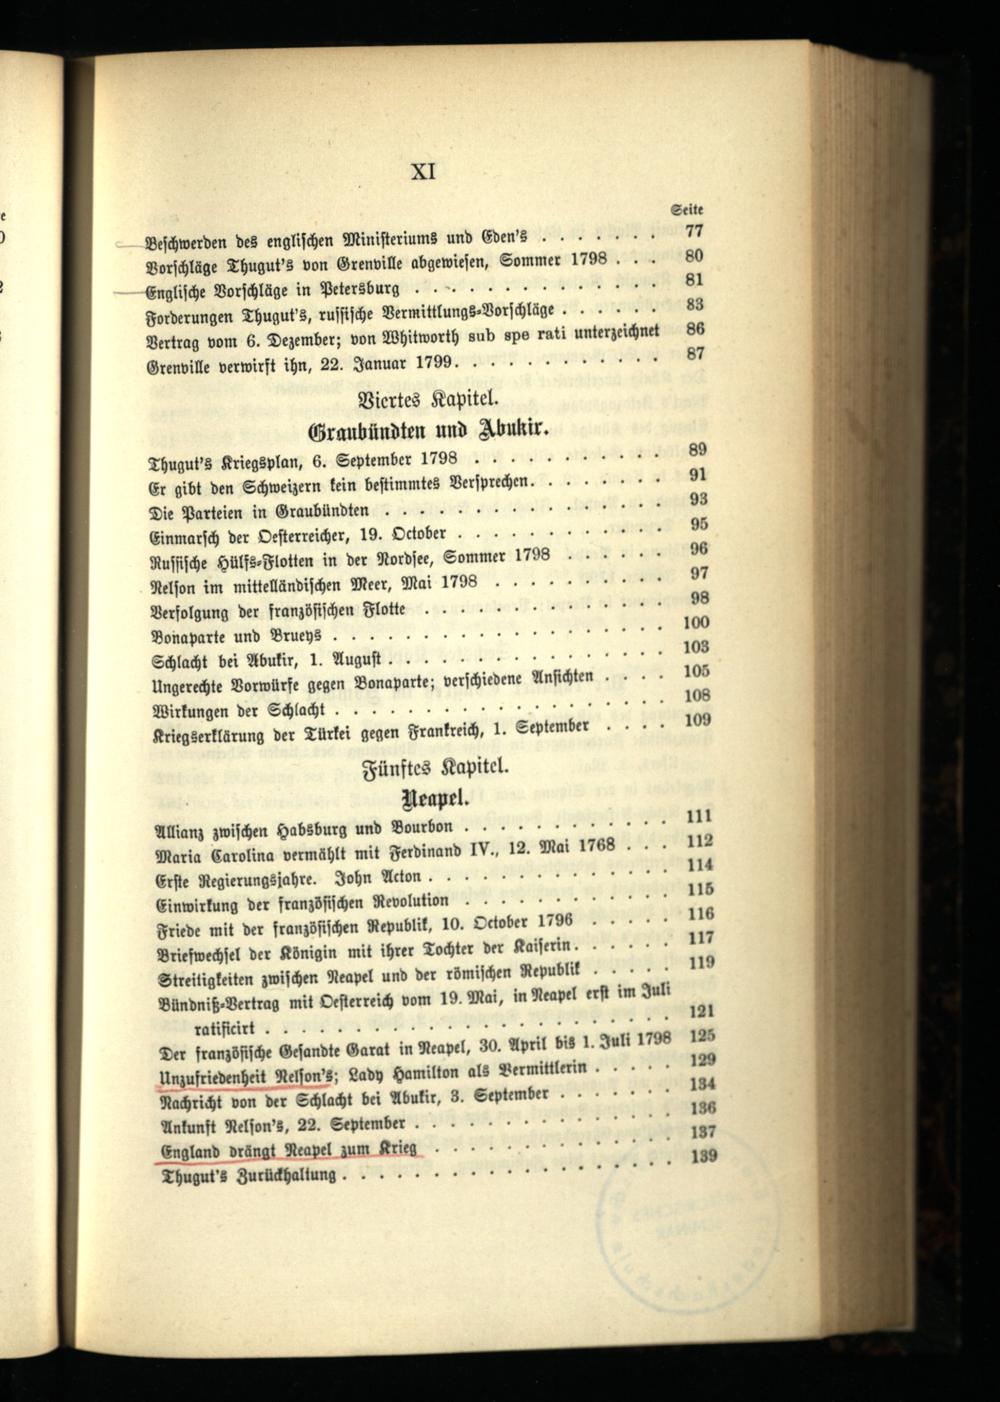 XI
Seite
Beschwerden des englischen Ministeriums und Eden's . . . . . . . 77
Vorschläge Thugut's von Grenville abgewiesen, Sommer 1798 . . . 80
Englische Vorschläge in Petersburg . . . . . . . . . . . . . 81
Forderungen Thugut's, russische Vermittlungs-Vorschläge . . . . . . 83
Vertrag vom 6. Dezember; von Whitworth sub spe rati unterzeichnet 86
Grenville verwirft ihn, 22. Januar 1799. . . . . . . . . . . 87
Viertes Kapitel.
Graubündten und Abukir.
Thugut's Kriegsplan, 6. September 1798 . . . . . . . . . . . 89
Er gibt den Schweizern kein bestimmtes Versprechen. . . . . . . . 91
Die Parteien in Graubündten . . . . . . . . . . . . . . . 93
Einmarsch der Oesterreicher, 19. October . . . . . . . . . . . . 95
Russische Hülfs-Flotten in der Nordsee, Sommer 1798 . . . . . . 96
Nelson im mittelländischen Meer, Mai 1798 . . . . . . . . . . 97
Verfolgung der französischen Flotte . . . . . . . . . . . . . 98
Bonaparte und Brueys . . . . . . . . . . . . . . . . . . 100
Schlacht bei Abukir, 1. August . . . . . . . . . . . . . . . 103
Ungerechte Vorwürfe gegen Bonaparte; verschiedene Ansichten . . . . 105
Wirkungen der Schlacht . . . . . . . . . . . . . . . . . . 108
Kriegserklärung der Türkei gegen Frankreich, 1. September . . . . 109
Fünftes Kapitel.
Neapel.
Allianz zwischen Habsburg und Bourbon . . . . . . . . . . . . 111
Maria Carolina vermählt mit Ferdinand IV., 12. Mai 1768 . . . 112
Erste Regierungsjahre. John Acton . . . . . . . . . . . . . . 114
Einwirkung der französischen Revolution . . . . . . . . . . . . 115
Friede mit der französischen Republik, 10. October 1796 . . . . . 116
Briefwechsel der Königin mit ihrer Tochter der Kaiserin. . . . . . . 117
Streitigkeiten zwischen Neapel und der römischen Republik . . . . . 119
Bündniß-Vertrag mit Oesterreich vom 19. Mai, in Neapel erst im Juli
ratificirt . . . . . . . . . . . . . . . . . . . . . 121
Der französische Gesandte Garat in Neapel, 30. April bis 1. Juli 1798 125
Unzufriedenheit Nelson's; Lady Hamilton als Vermittlerin . . . . . 129
Nachricht von der Schlacht bei Abukir, 3. September . . . . . . . 134
Ankunft Nelson's, 22. September . . . . . . . . . . . . . . 136
England drängt Neapel zum Krieg . . . . . . . . . . . . . 137
Thugut's Zurückhaltung . . . . . . . . . . . . . . . . . . 139